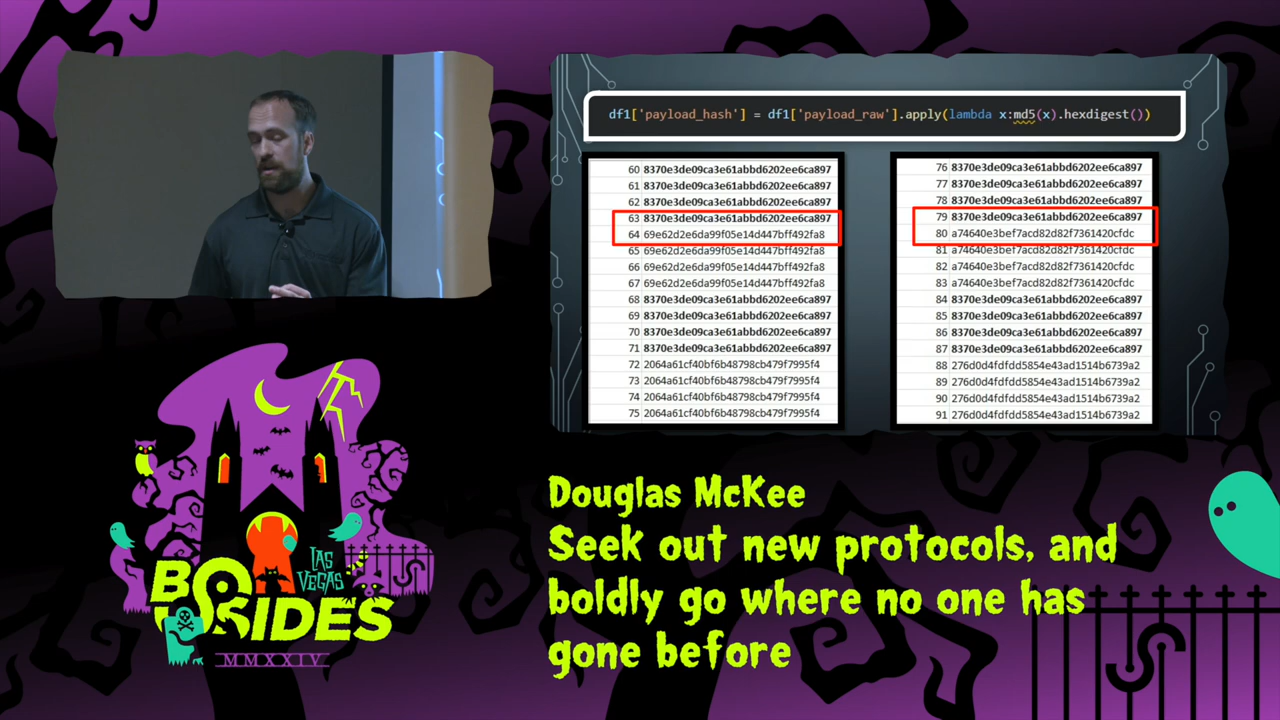 df1['payload_hash'] = df1['payload_raw'].apply(lambda x:md5(x).hexdigest())
60 8370e3de09ca3e61abbd6202ee6ca897
61 8370e3de09ca3e61abbd6202ee6ca897
62 8370e3de09ca3e61abbd6202ee6ca897
63 8370e3de09ca3e61abbd6202ee6ca897
64 69e62d2e6da99f05e14d447bff492fa8
65 69e62d2e6da99f05e14d447bff492fa8
66 69e62d2e6da99f05e14d447bff492fa8
67 69e62d2e6da99f05e14d447bff492fa8
68 8370e3de09ca3e61abbd6202ee6ca897
69 8370e3de09ca3e61abbd6202ee6ca897
70 8370e3de09ca3e61abbd6202ee6ca897
71 8370e3de09ca3e61abbd6202ee6ca897
72 2064a61cf40bf6b48798cb479f7995f4
73 2064a61cf40bf6b48798cb479f7995f4
74 2064a61cf40bf6b48798cb479f7995f4
75 2064a61cf40bf6b48798cb479f7995f4
76 8370e3de09ca3e61abbd6202ee6ca897
77 8370e3de09ca3e61abbd6202ee6ca897
78 8370e3de09ca3e61abbd6202ee6ca897
79 8370e3de09ca3e61abbd6202ee6ca897
80 a74640e3bef7acd82d82f7361420cfdc
81 a74640e3bef7acd82d82f7361420cfdc
82 a74640e3bef7acd82d82f7361420cfdc
83 a74640e3bef7acd82d82f7361420cfdc
84 8370e3de09ca3e61abbd6202ee6ca897
85 8370e3de09ca3e61abbd6202ee6ca897
86 8370e3de09ca3e61abbd6202ee6ca897
87 8370e3de09ca3e61abbd6202ee6ca897
88 276d0d4fdfdd5854e43ad1514b6739a2
89 276d0d4fdfdd5854e43ad1514b6739a2
90 276d0d4fdfdd5854e43ad1514b6739a2
91 276d0d4fdfdd5854e43ad1514b6739a2
LAS
VEGAS
BSIDES
MMXXIV
Douglas McKee
Seek out new protocols, and
boldly go where no one has
gone before